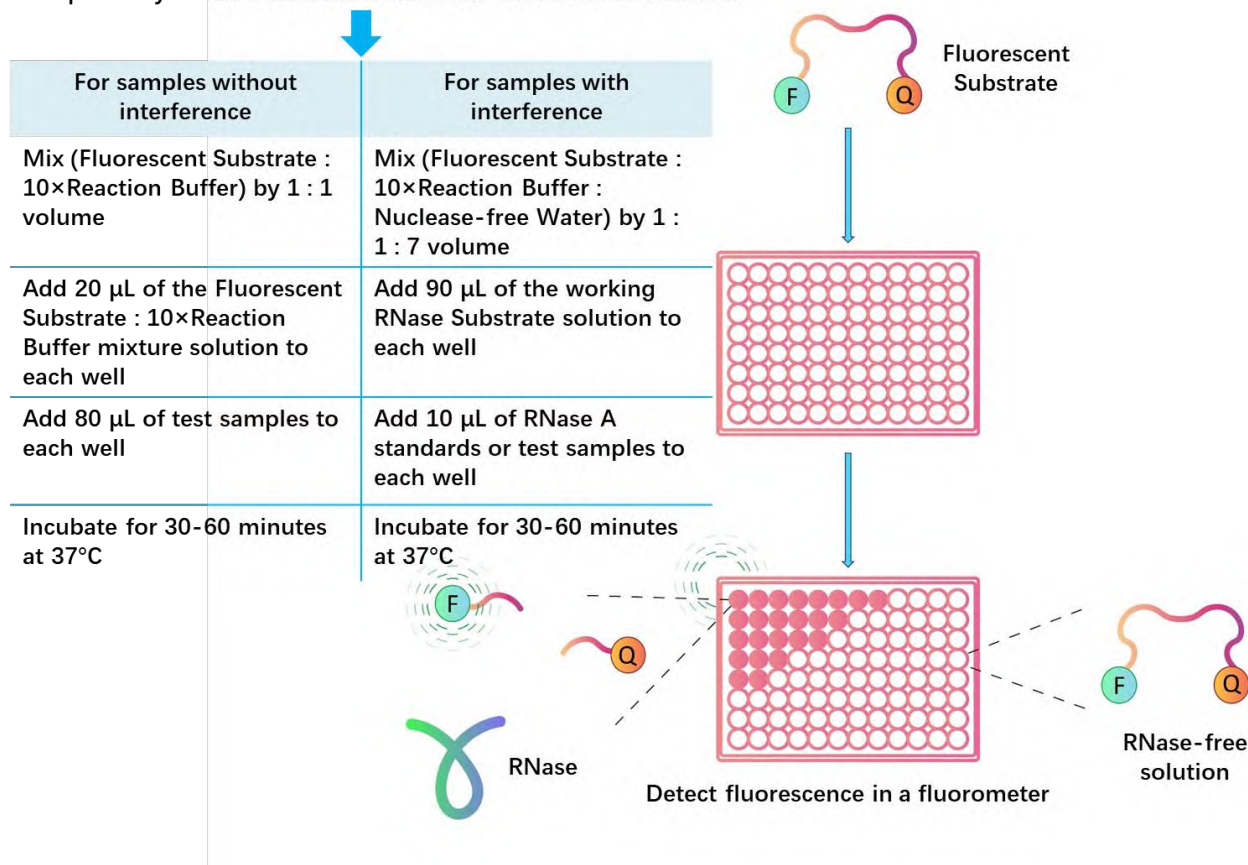 For samples without
interference
For samples with
interference
Mix (Fluorescent Substrate :
10×Reaction Buffer) by 1 : 1
volume
Mix (Fluorescent Substrate :
10×Reaction Buffer :
Nuclease-free Water) by 1 :
1 : 7 volume
Add 20 μL of the Fluorescent
Substrate : 10×Reaction
Buffer mixture solution to
each well
Add 90 μL of the working
RNase Substrate solution to
each well
Add 80 μL of test samples to
each well
Add 10 μL of RNase A
standards or test samples to
each well
Incubate for 30-60 minutes
at 37°C
Incubate for 30-60 minutes
at 37°C
F
Q
Fluorescent
Substrate
F
Q
RNase
Detect fluorescence in a fluorometer
F
Q
RNase-free
solution